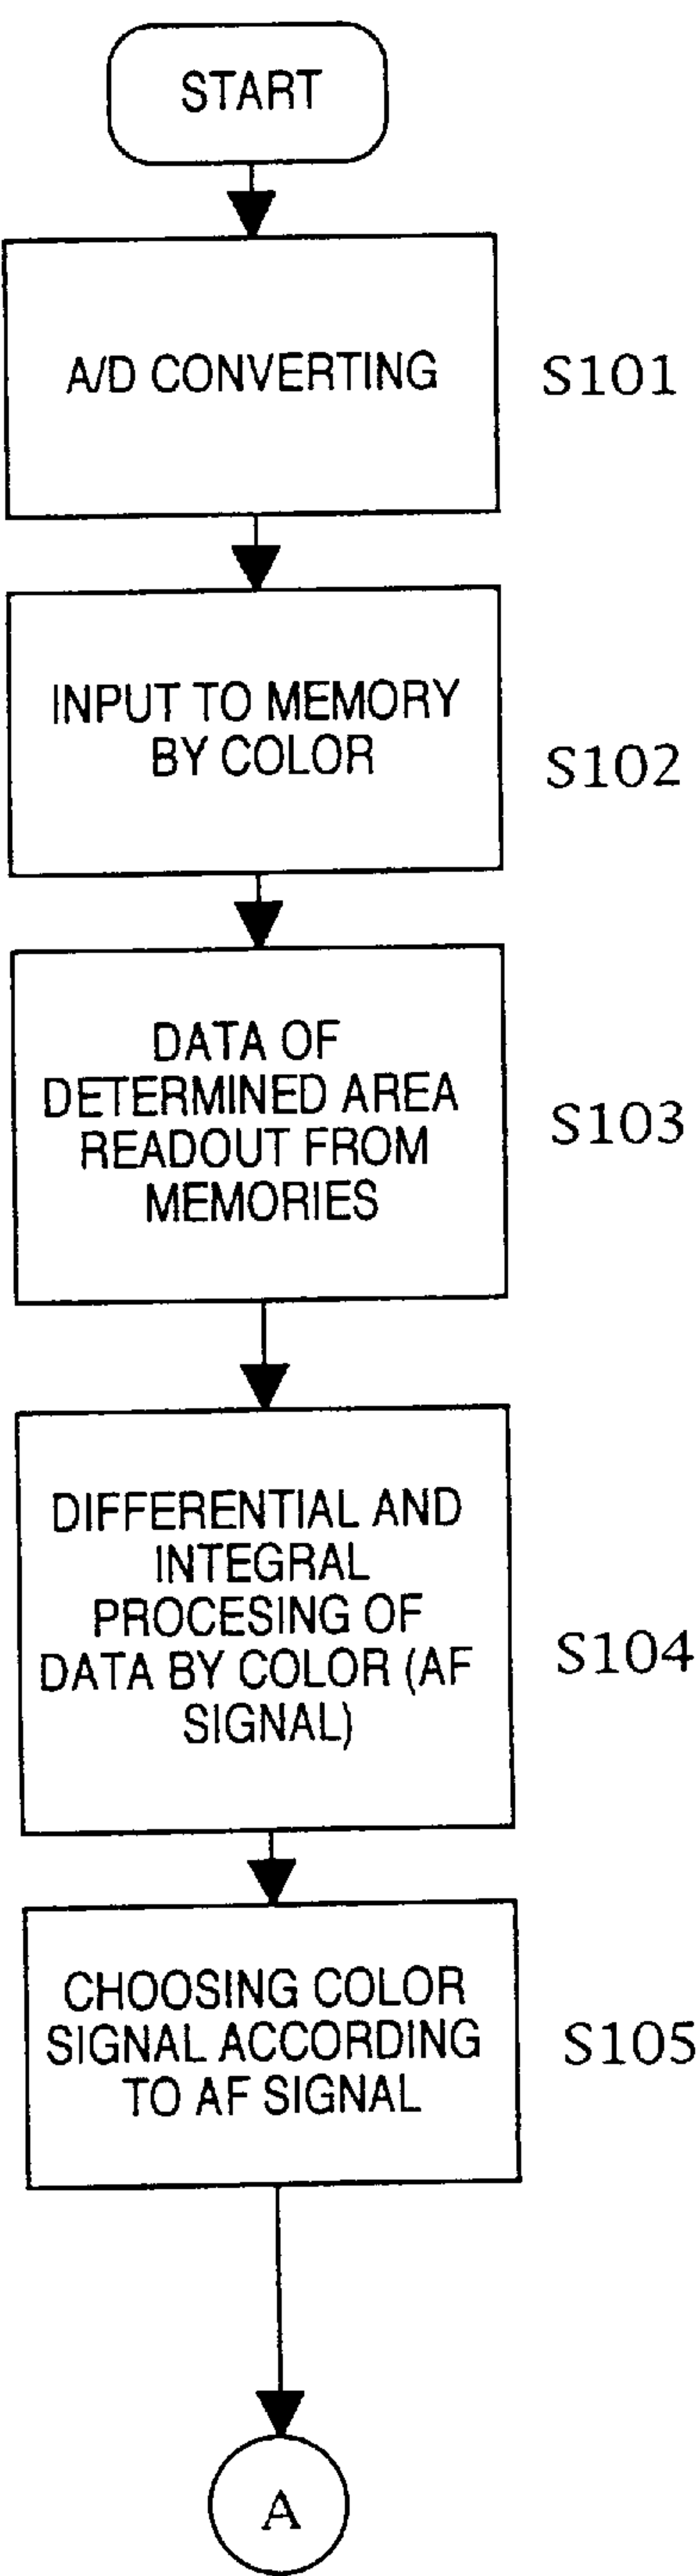 START
A/D CONVERTING
S101
INPUT TO MEMORY
BY COLOR
S102
DATA OF
DETERMINED AREA
READOUT FROM
MEMORIES
S103
DIFFERENTIAL AND
INTEGRAL
PROCESING OF
DATA BY COLOR (AF
SIGNAL)
S104
CHOOSING COLOR
SIGNAL ACCORDING
TO AF SIGNAL
S105
A